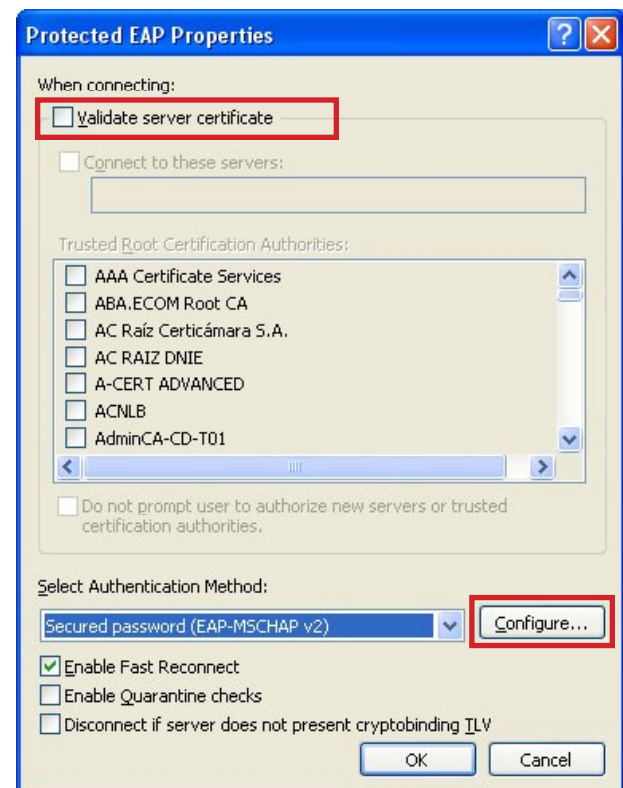 Protected EAP Properties
When connecting:
Validate server certificate
Connect to these servers:
Trusted Root Certification Authorities:
AAA Certificate Services
ABA.ECOM Root CA
AC Raíz Certicámara S.A.
AC RAIZ DNIE
A-CERT ADVANCED
ACNLB
AdminCA-CD-T01
Do not prompt user to authorize new servers or trusted
certification authorities.
Select Authentication Method:
Secured password (EAP-MSCHAP v2)
Configure...
Enable Fast Reconnect
Enable Quarantine checks
Disconnect if server does not present cryptobinding TLV
OK Cancel